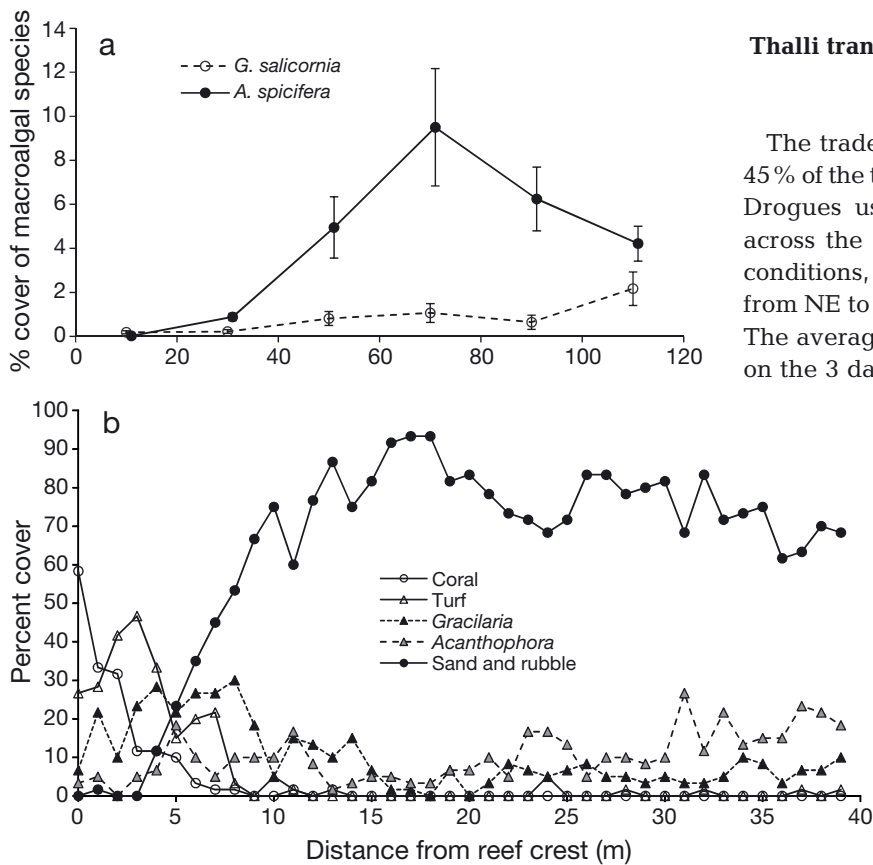 a
G. salicornia
A. spicifera
% cover of macroalgal species
14
12
10
8
6
4
2
0
0 20 40 60 80 100 120
Thalli tran
The trade
45% of the t
Drogues us
across the
conditions,
from NE to
The averag
on the 3 da
b
Percent cover
100
90
80
70
60
50
40
30
20
10
0
Coral
Turf
Gracilaria
Acanthophora
Sand and rubble
0 5 10 15 20 25 30 35 40
Distance from reef crest (m)